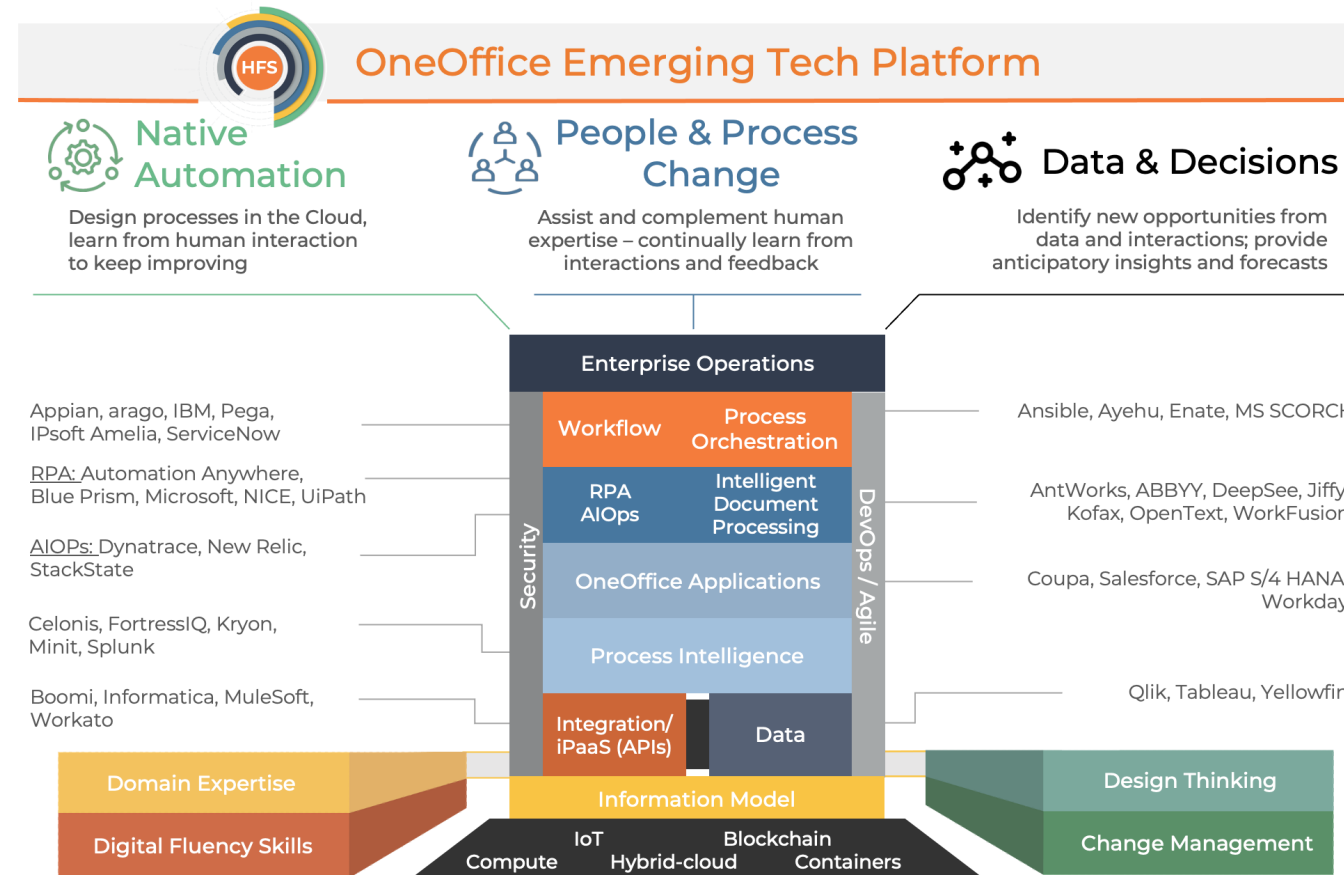 HFS
OneOffice Emerging Tech Platform
Native
Automation
Design processes in the Cloud,
learn from human interaction
to keep improving
People & Process
Change
Assist and complement human
expertise – continually learn from
interactions and feedback
Data & Decisions
Identify new opportunities from
data and interactions; provide
anticipatory insights and forecasts
Appian, arago, IBM, Pega,
IPsoft Amelia, ServiceNow
RPA: Automation Anywhere,
Blue Prism, Microsoft, NICE, UiPath
AIOPs: Dynatrace, New Relic,
StackState
Celonis, FortressIQ, Kryon,
Minit, Splunk
Boomi, Informatica, MuleSoft,
Workato
Enterprise Operations
Security
DevOps / Agile
Workflow
Process
Orchestration
RPA
AIOps
Intelligent
Document
Processing
OneOffice Applications
Process Intelligence
Integration/
iPaaS (APIs)
Data
Information Model
IoT Blockchain
Compute Hybrid-cloud Containers
Ansible, Ayehu, Enate, MS SCORCH
AntWorks, ABBYY, DeepSee, Jiffy,
Kofax, OpenText, WorkFusion
Coupa, Salesforce, SAP S/4 HANA,
Workday
Qlik, Tableau, Yellowfin
Domain Expertise
Digital Fluency Skills
Design Thinking
Change Management